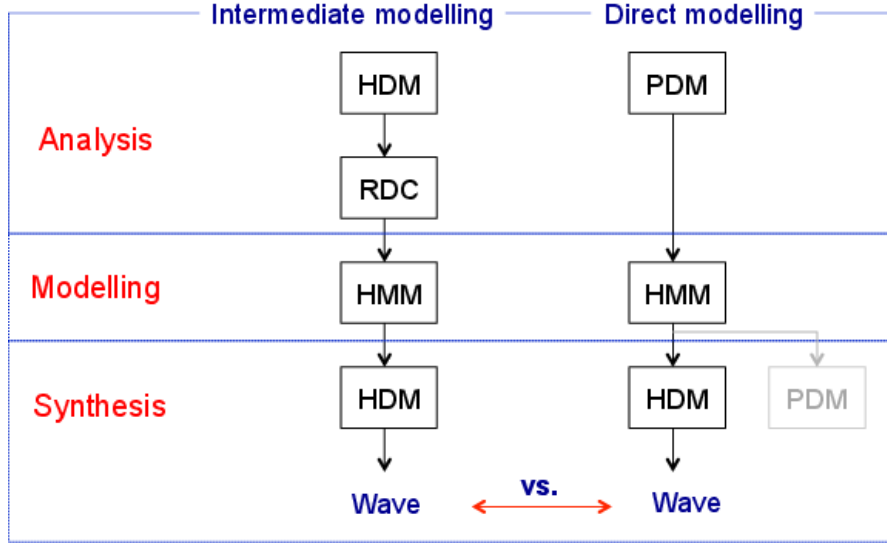 Intermediate modelling Direct modelling
HDM PDM
Analysis
RDC
Modelling HMM HMM
Synthesis HDM HDM PDM
Wave vs. Wave